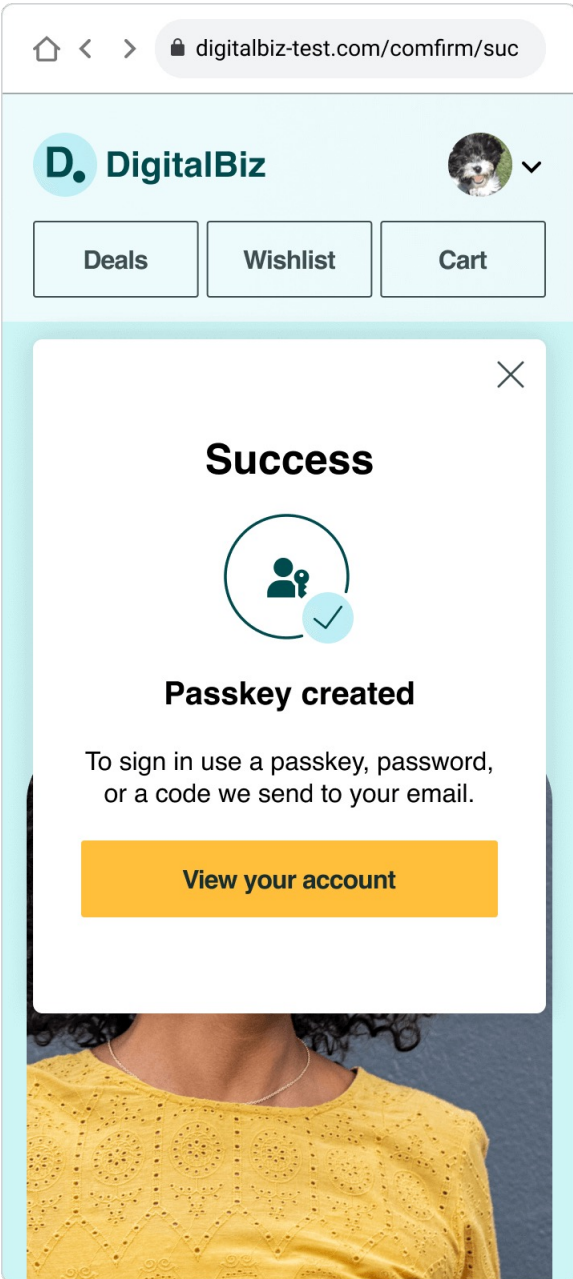 digitalbiz-test.com/comfirm/suc
D. DigitalBiz
Deals Wishlist Cart
Success
Passkey created
To sign in use a passkey, password,
or a code we send to your email.
View your account